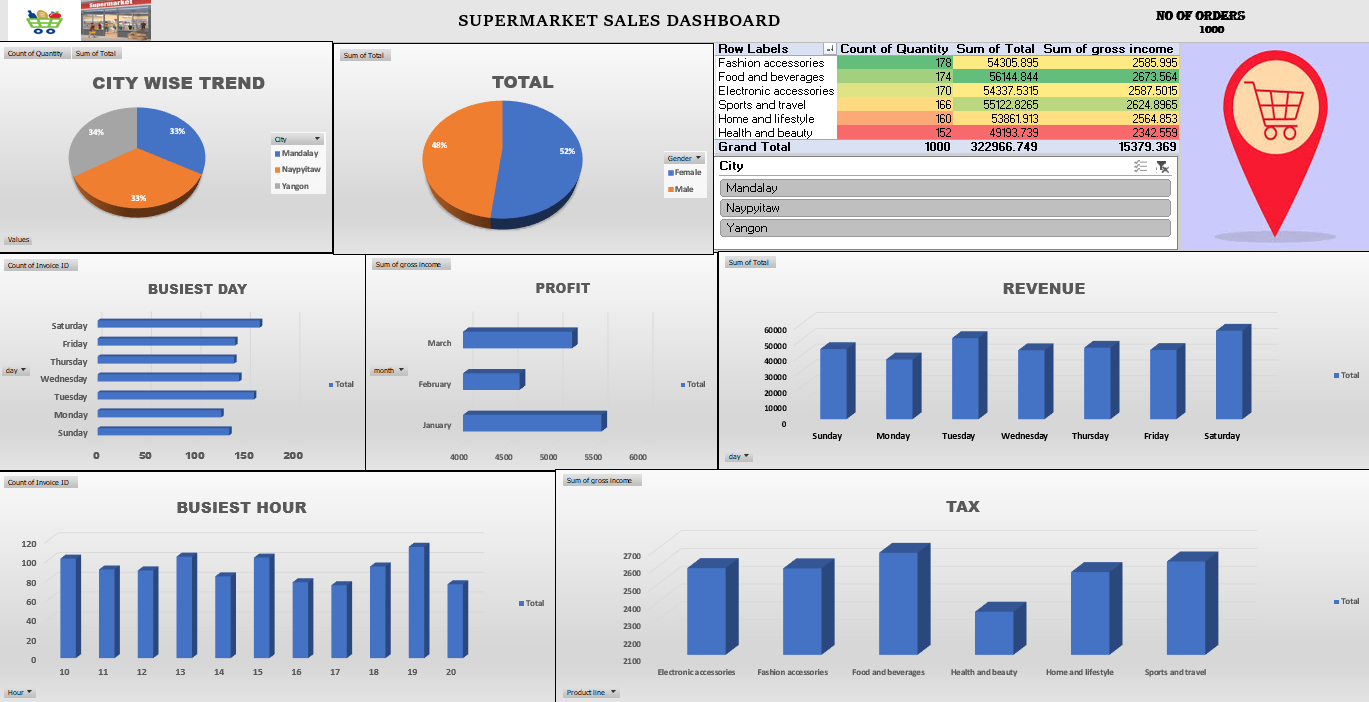 SUPERMARKET SALES DASHBOARD
NO OF ORDERS
1000
Count of Quantity Sum of Total
CITY WISE TREND
34%
33%
33%
City
Mandalay
Naypyitaw
Yangon
Values
Sum of Total
TOTAL
48%
52%
Gender
Female
Male
Row Labels Count of Quantity Sum of Total Sum of gross income
Fashion accessories 178 54305.895 2585.995
Food and beverages 174 56144.844 2673.564
Electronic accessories 170 54337.5315 2587.5015
Sports and travel 166 55122.8265 2624.8965
Home and lifestyle 160 53861.913 2564.853
Health and beauty 152 49193.739 2342.559
Grand Total 1000 322966.749 15379.369
City
Mandalay
Naypyitaw
Yangon
Count of Invoice ID
BUSIEST DAY
Saturday
Friday
Thursday
Wednesday
Tuesday
Monday
Sunday
day
Total
0 50 100 150 200
Sum of gross income
PROFIT
March
February
January
month
Total
4000 4500 5000 5500 6000
Sum of Total
REVENUE
60000
50000
40000
30000
20000
10000
0
Sunday Monday Tuesday Wednesday Thursday Friday Saturday
Total
day
Count of Invoice ID
BUSIEST HOUR
120
100
80
60
40
20
0
10 11 12 13 14 15 16 17 18 19 20
Total
Hour
Sum of gross income
TAX
2700
2600
2500
2400
2300
2200
2100
Electronic accessories Fashion accessories Food and beverages Health and beauty Home and lifestyle Sports and travel
Total
Product line